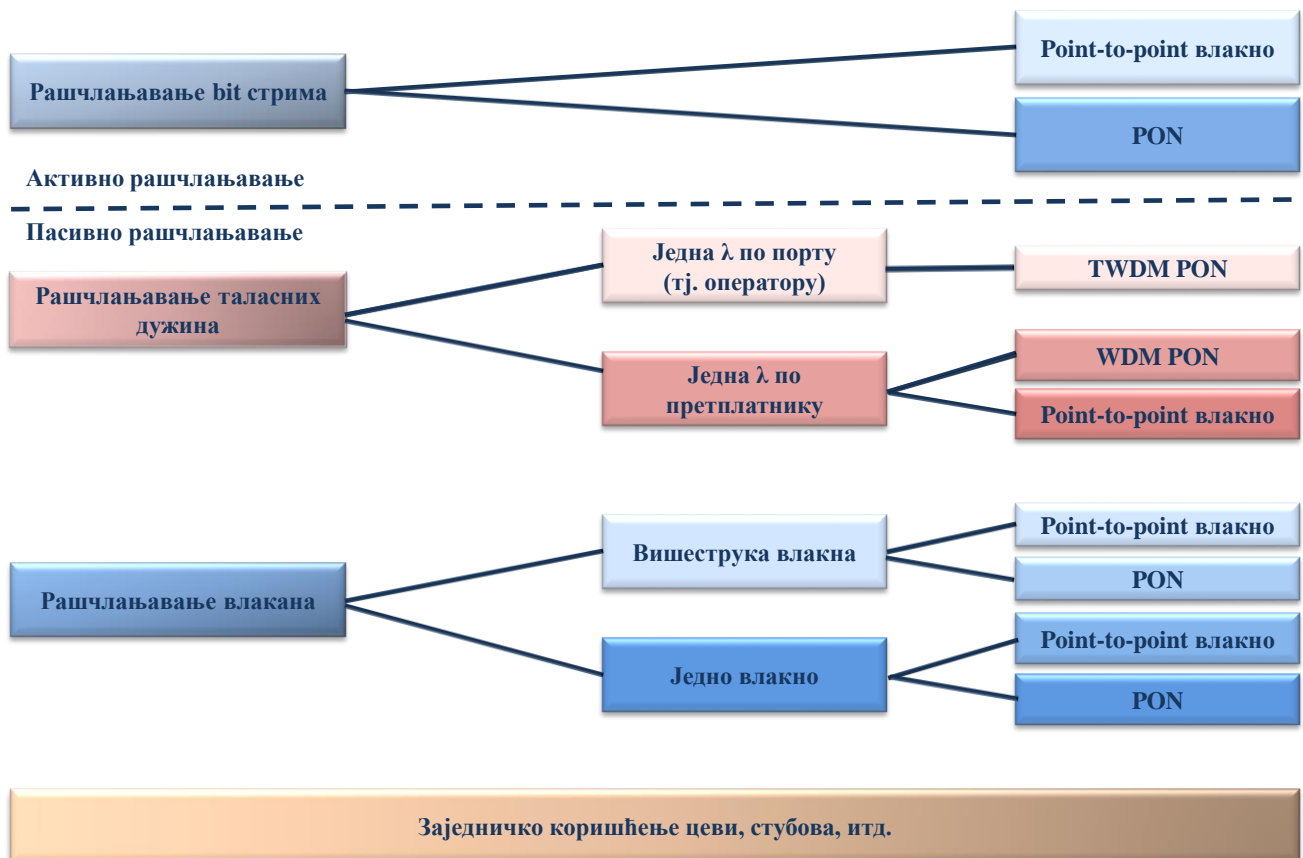 Point-to-point влакно
Рашчлањавање bit стрима
PON
Активно рашчлањавање
Пасивно рашчлањавање
Једна λ по порту
(тј. оператору)
TWDM PON
Рашчлањавање таласних
дужина
WDM PON
Једна λ по
претплатнику
Point-to-point влакно
Point-to-point влакно
Вишеструка влакна
PON
Рашчлањавање влакана
Point-to-point влакно
Једно влакно
PON
Заједничко коришћење цеви, стубова, итд.